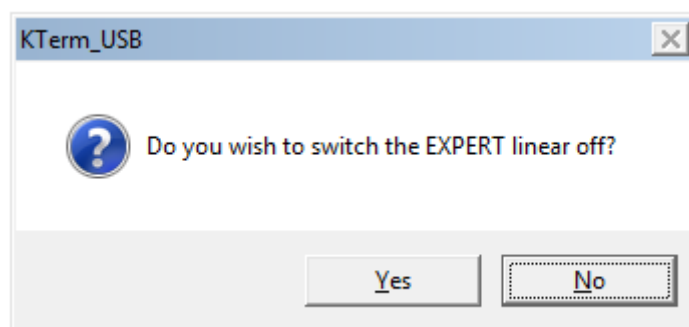 KTerm_USB
Do you wish to switch the EXPERT linear off?
Yes
No